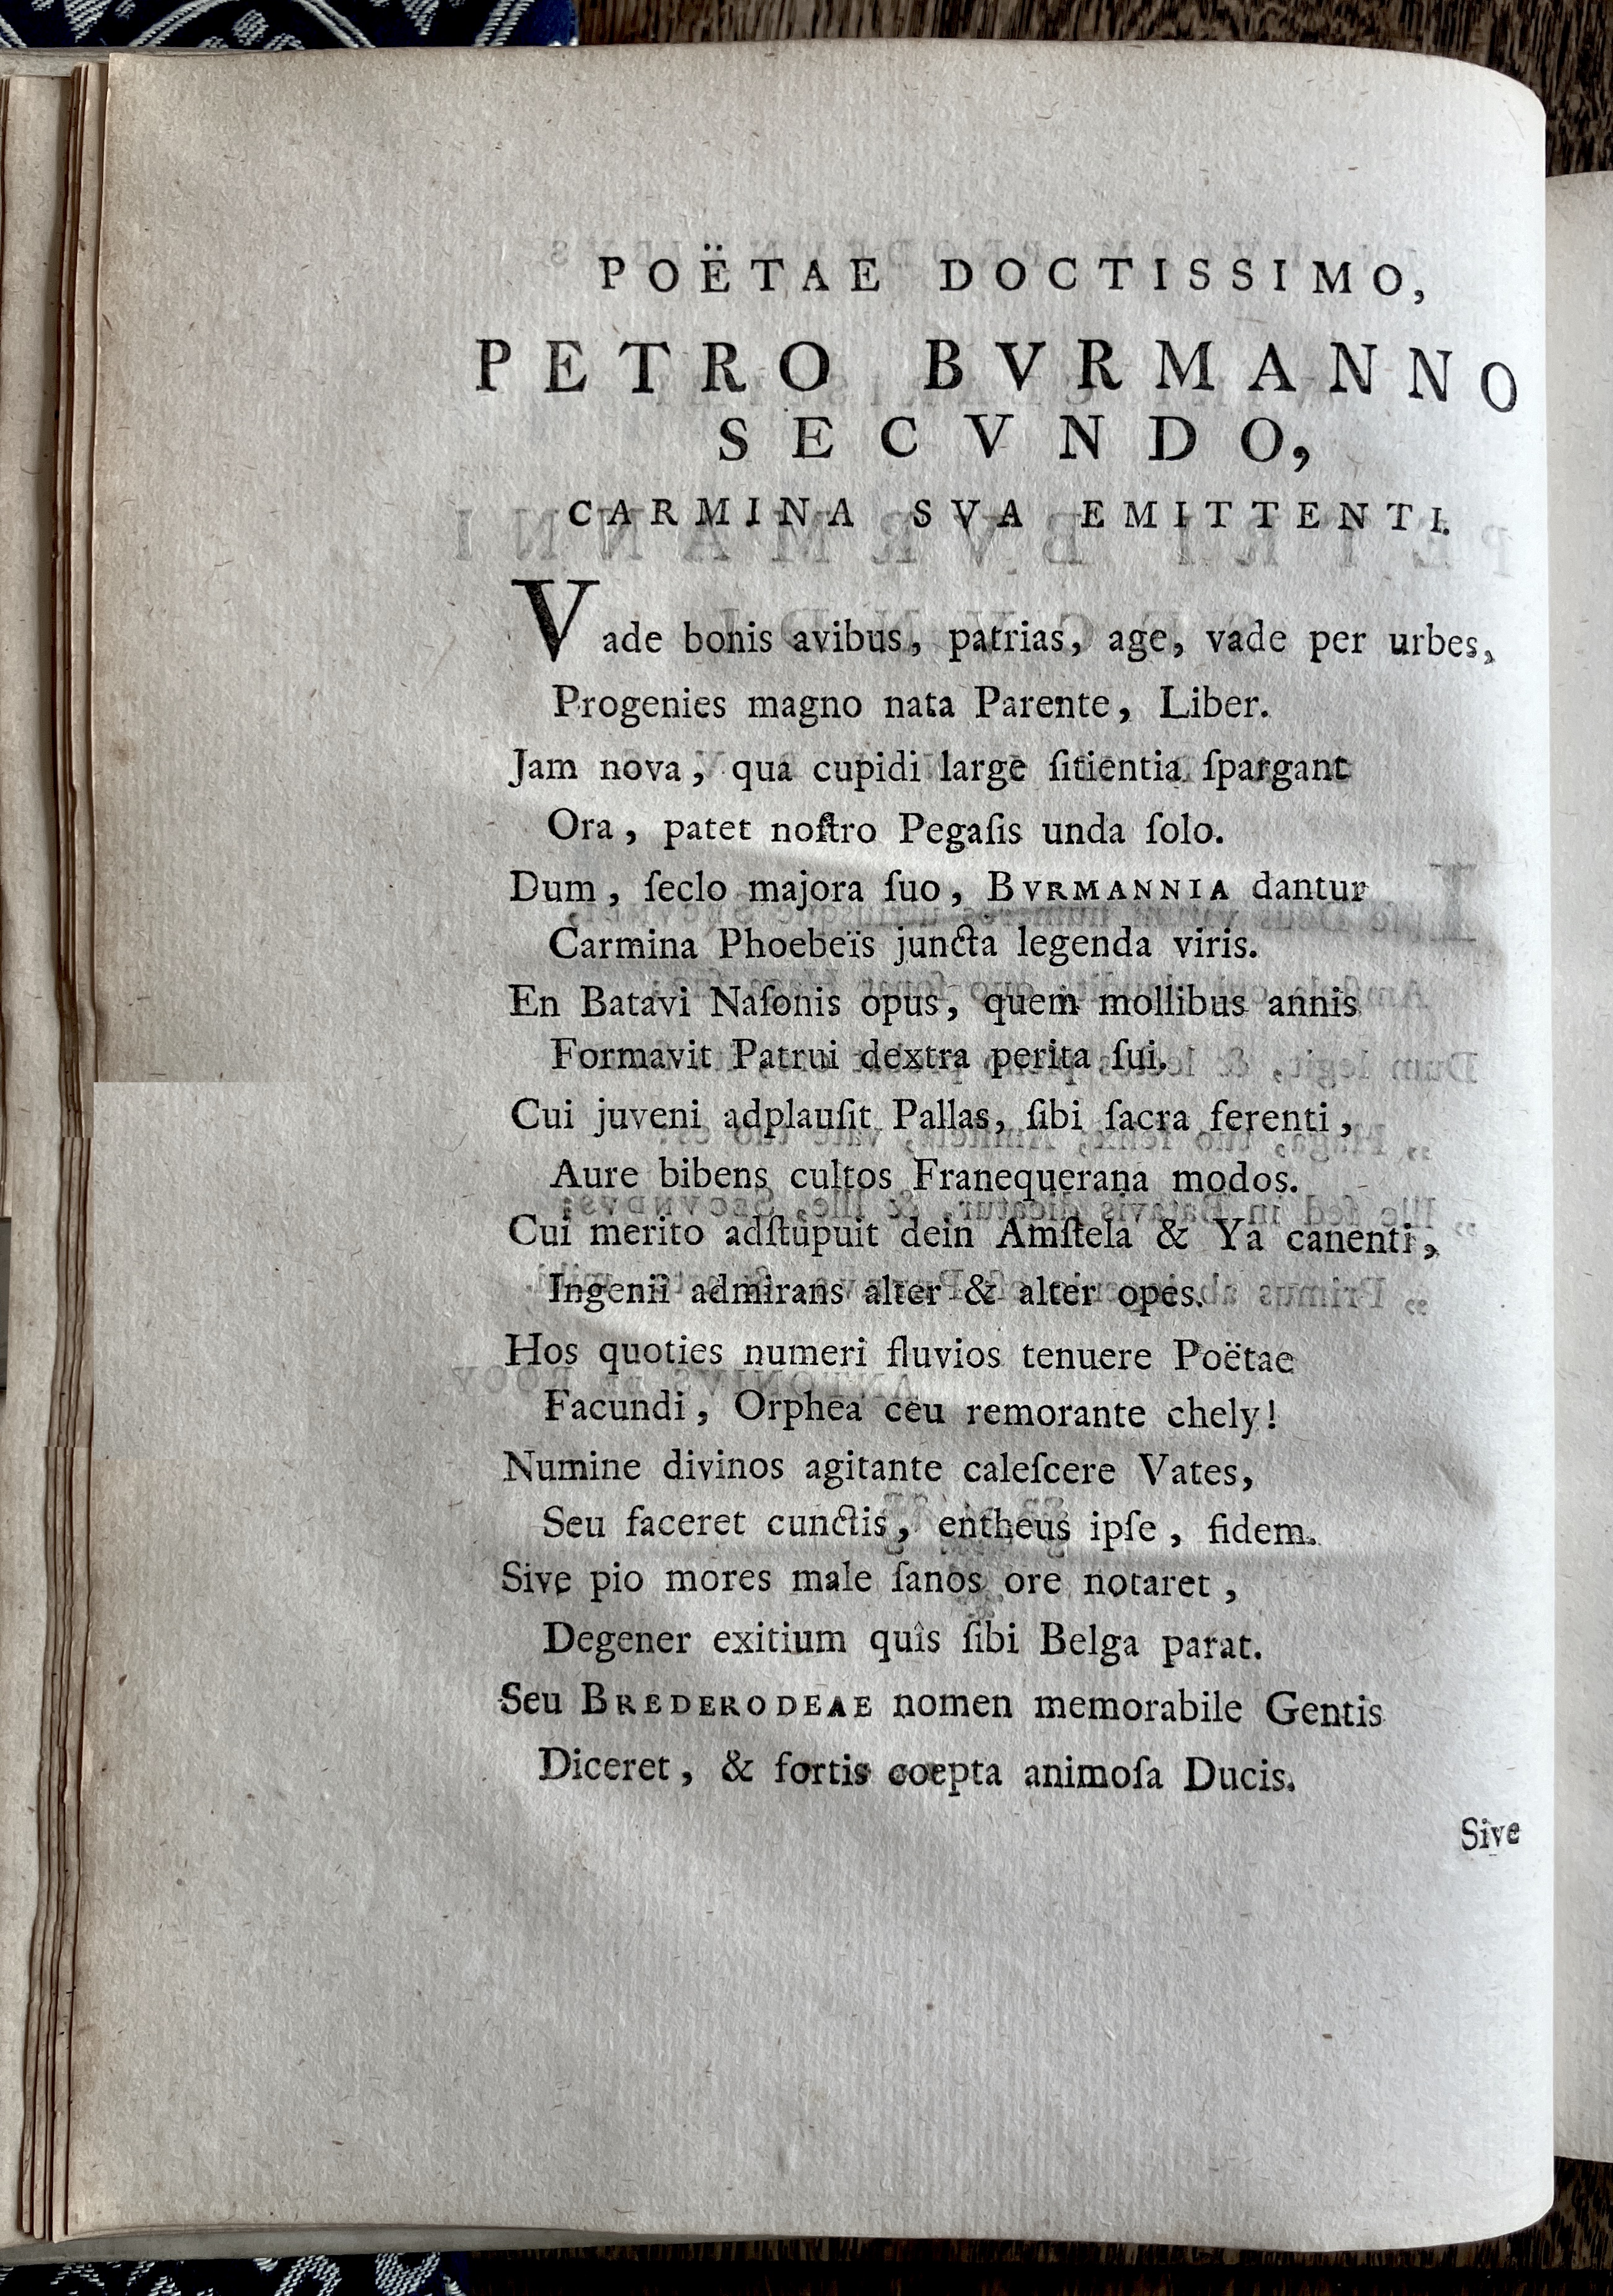 POËTAE DOCTISSIMO,
PETRO BVRMANNO
SECVNDO,
CARMINA SVA EMITTENTI.
Vade bonis avibus, patrias, age, vade per urbes,
Progenies magno nata Parente, Liber.
Jam nova, qua cupidi large ſitientia ſpargant
Ora, patet noſtro Pegaſis unda ſolo.
Dum, ſeclo majora ſuo, BVRMANNIA dantur
Carmina Phoebeïs juncta legenda viris.
En Batavi Naſonis opus, quem mollibus annis
Formavit Patrui dextra perita ſui.
Cui juveni adplauſit Pallas, ſibi ſacra ferenti,
Aure bibens cultos Franequerana modos.
Cui merito adſtupuit dein Amſtela & Ya canenti,
Ingenii admirans alter & alter opes.
Hos quoties numeri fluvios tenuere Poëtae
Facundi, Orphea ceu remorante chely!
Numine divinos agitante caleſcere Vates,
Seu faceret cunctis, entheus ipſe, fidem.
Sive pio mores male ſanos ore notaret,
Degener exitium quîs ſibi Belga parat.
Seu BREDERODEAE nomen memorabile Gentis
Diceret, & fortis coepta animoſa Ducis.
Sive